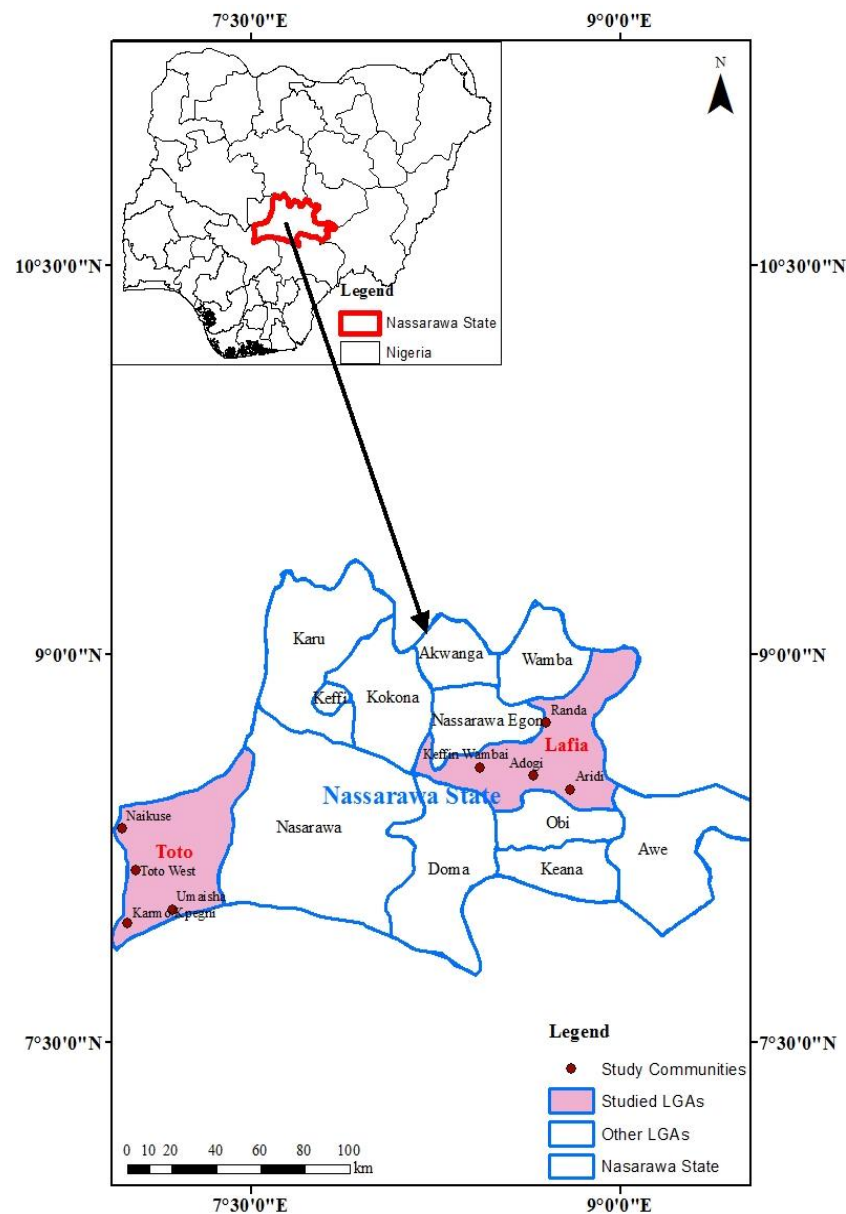 7°30'0"E 9°0'0"E
N
10°30'0"N 10°30'0"N
Legend
Nassarawa State
Nigeria
Karu
Akwanga
Wamba
9°0'0"N 9°0'0"N
Keffi
Kokona
Randa
Nassarawa Egon
Lafia
Keffin Wambai
Adogi
Aridi
Nassarawa State
Naikuse
Nasarawa
Obi
Toto
Awe
Toto West
Doma
Keana
Umaisha
Karmo Kpegni
7°30'0"N 7°30'0"N
Legend
Study Communities
Studied LGAs
Other LGAs
Nasarawa State
0 10 20 40 60 80 100
km
7°30'0"E 9°0'0"E